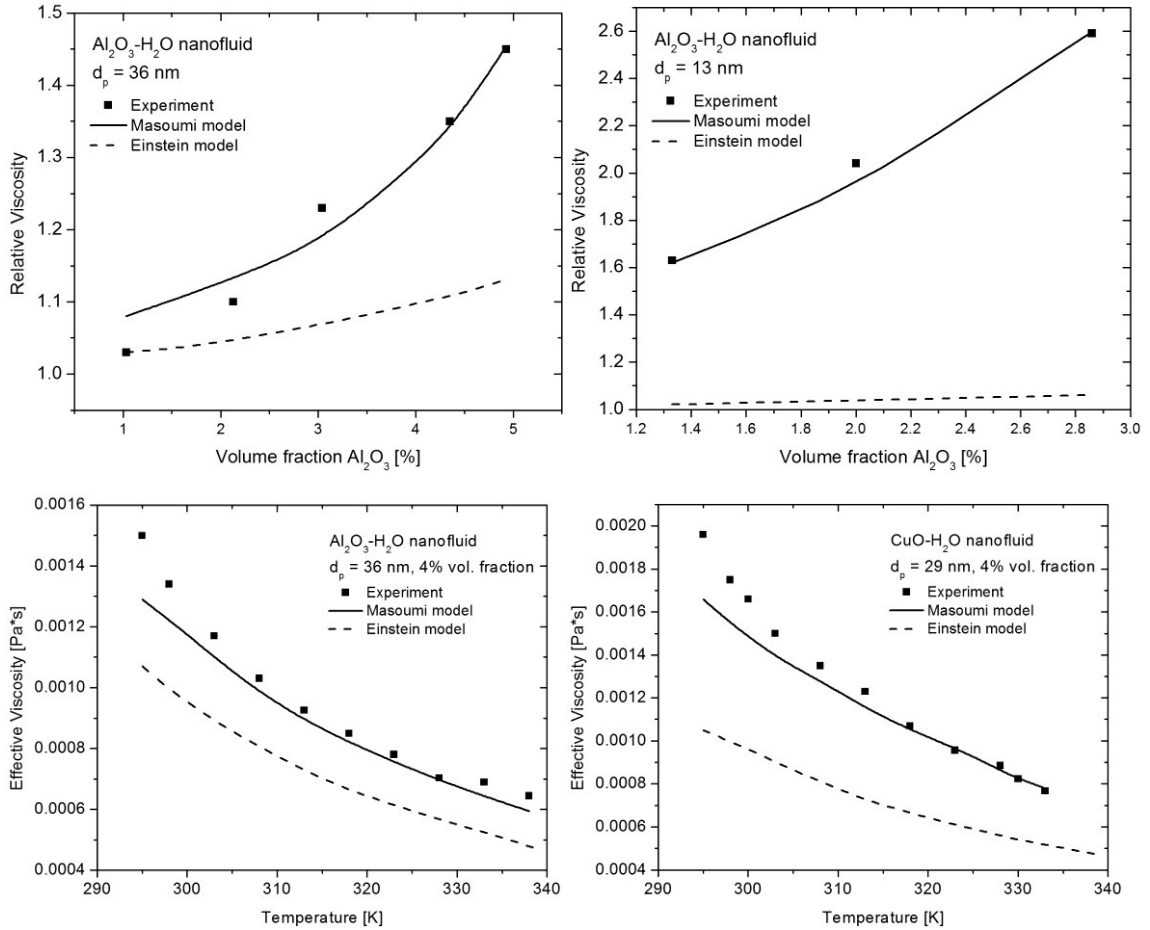 Al2O3-H2O nanofluid
dp = 36 nm
Experiment
Masoumi model
Einstein model
1.5
1.4
1.3
1.2
1.1
1.0
Relative Viscosity
1 2 3 4 5
Volume fraction Al2O3 [%]
Al2O3-H2O nanofluid
dp = 13 nm
Experiment
Masoumi model
Einstein model
2.6
2.4
2.2
2.0
1.8
1.6
1.4
1.2
1.0
Relative Viscosity
1.2 1.4 1.6 1.8 2.0 2.2 2.4 2.6 2.8 3.0
Volume fraction Al2O3 [%]
Al2O3-H2O nanofluid
dp = 36 nm, 4% vol. fraction
Experiment
Masoumi model
Einstein model
0.0016
0.0014
0.0012
0.0010
0.0008
0.0006
0.0004
Effective Viscosity [Pa*s]
290 300 310 320 330 340
Temperature [K]
CuO-H2O nanofluid
dp = 29 nm, 4% vol. fraction
Experiment
Masoumi model
Einstein model
0.0020
0.0018
0.0016
0.0014
0.0012
0.0010
0.0008
0.0006
0.0004
Effective Viscosity [Pa*s]
290 300 310 320 330 340
Temperature [K]